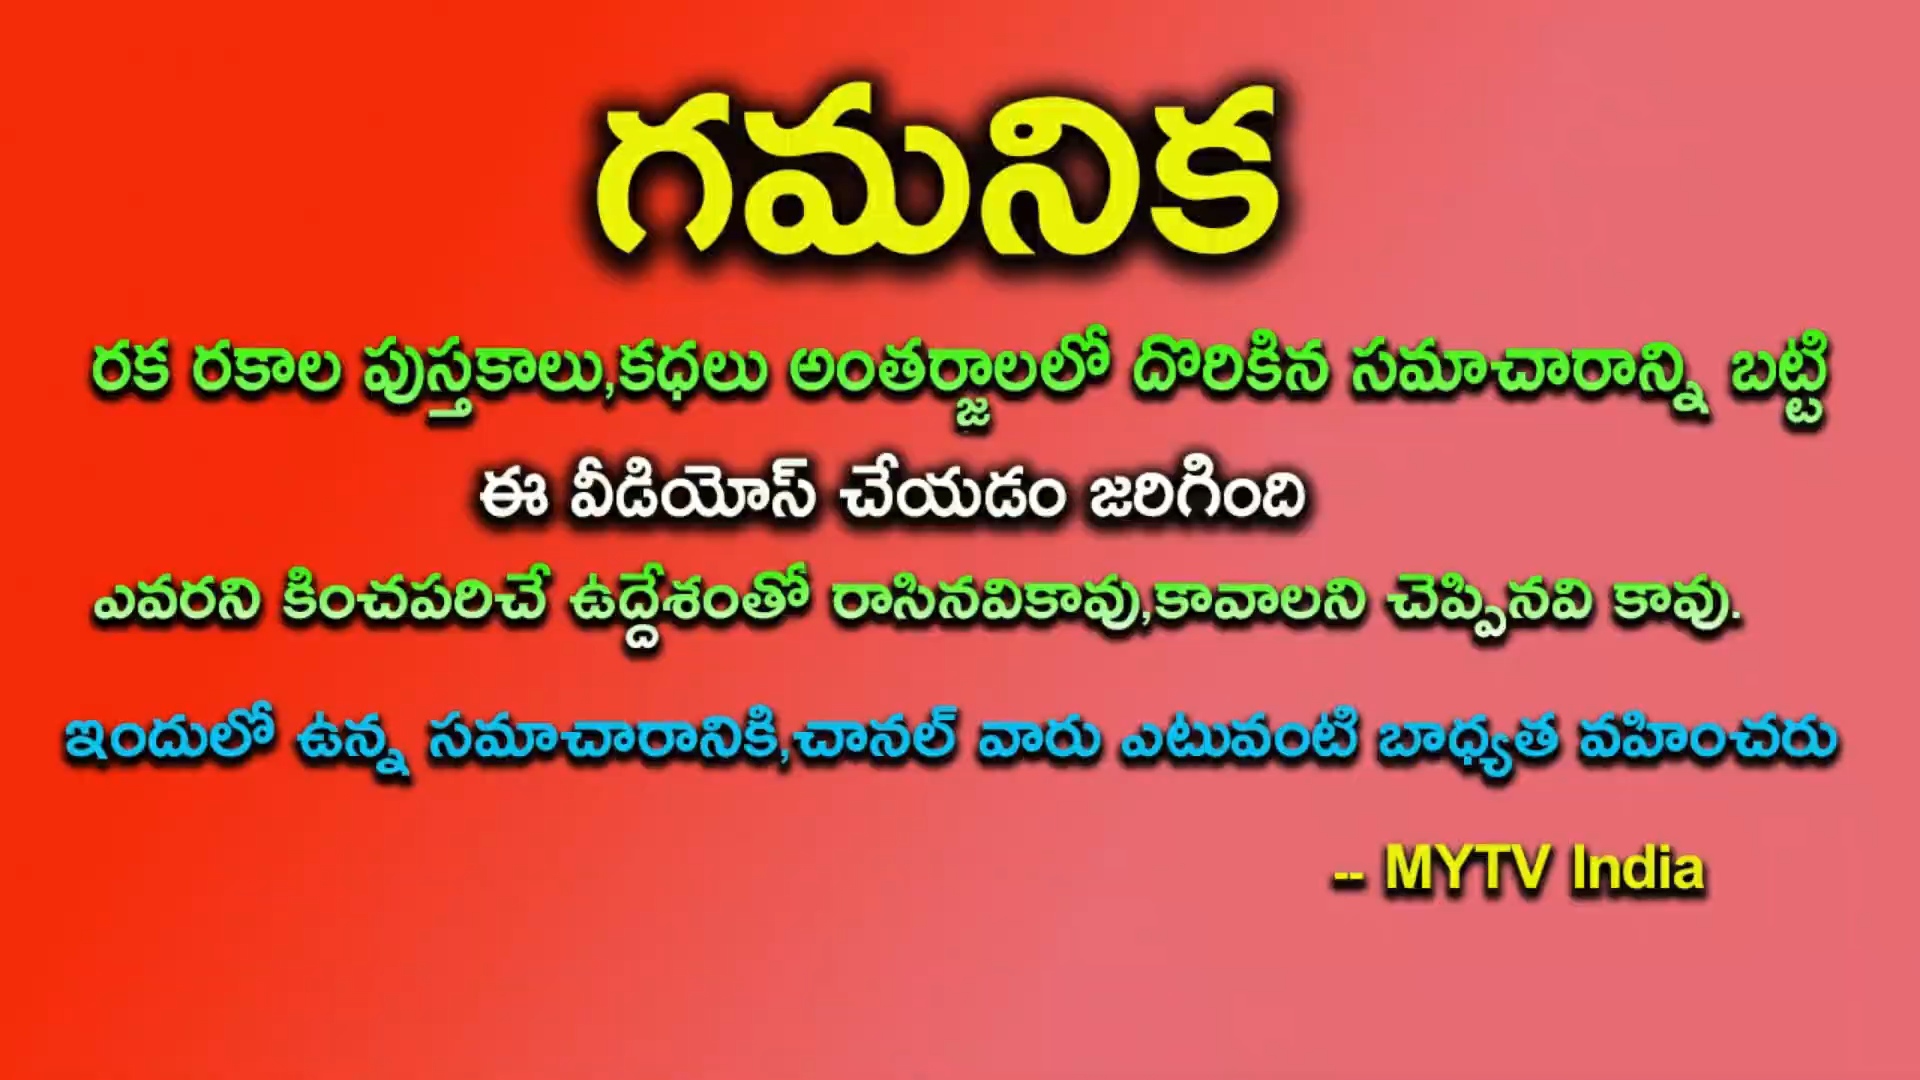 గమనిక
రక రకాల పుస్తకాలు,కధలు అంతర్జాలలో దొరికిన సమాచారాన్ని బట్టి
ఈ వీడియోస్ చేయడం జరిగింది
ఎవరని కించపరిచే ఉద్దేశంతో రాసినవికావు,కావాలని చెప్పినవి కావు.
ఇందులో ఉన్న సమాచారానికి,చానల్ వారు ఎటువంటి బాధ్యత వహించరు
-- MYTV India